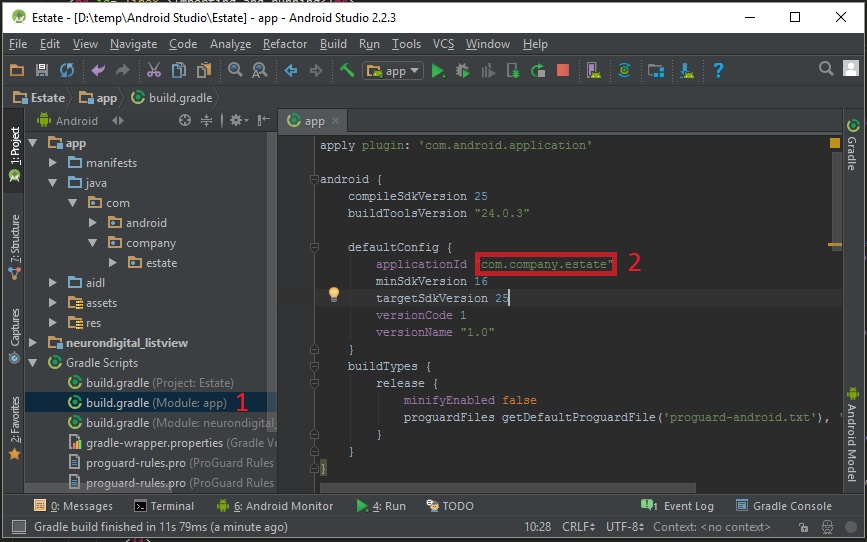 Estate - [D:\temp\Android Studio\Estate] - app - Android Studio 2.2.3
File Edit View Navigate Code Analyze Refactor Build Run Tools VCS Window Help
app
Estate app build.gradle
Android
app
1: Project
7: Structure
Captures
2: Favorites
app
manifests
java
com
android
company
estate
aidl
assets
res
neurondigital_listview
Gradle Scripts
build.gradle (Project: Estate)
build.gradle (Module: app) 1
build.gradle (Module: neurondigital_
gradle-wrapper.properties (Gradle Ve
proguard-rules.pro (ProGuard Rules
proguard-rules.pro (ProGuard Rules
apply plugin: 'com.android.application'
android {
compileSdkVersion 25
buildToolsVersion "24.0.3"
defaultConfig {
applicationId "com.company.estate" 2
minSdkVersion 16
targetSdkVersion 25
versionCode 1
versionName "1.0"
}
buildTypes {
release {
minifyEnabled false
proguardFiles getDefaultProguardFile('proguard-android.txt'), '
}
}
}
Gradle
Android Model
0: Messages Terminal 6: Android Monitor 4: Run TODO Event Log Gradle Console
Gradle build finished in 11s 79ms (a minute ago) 10:28 CRLF UTF-8 Context: <no context>